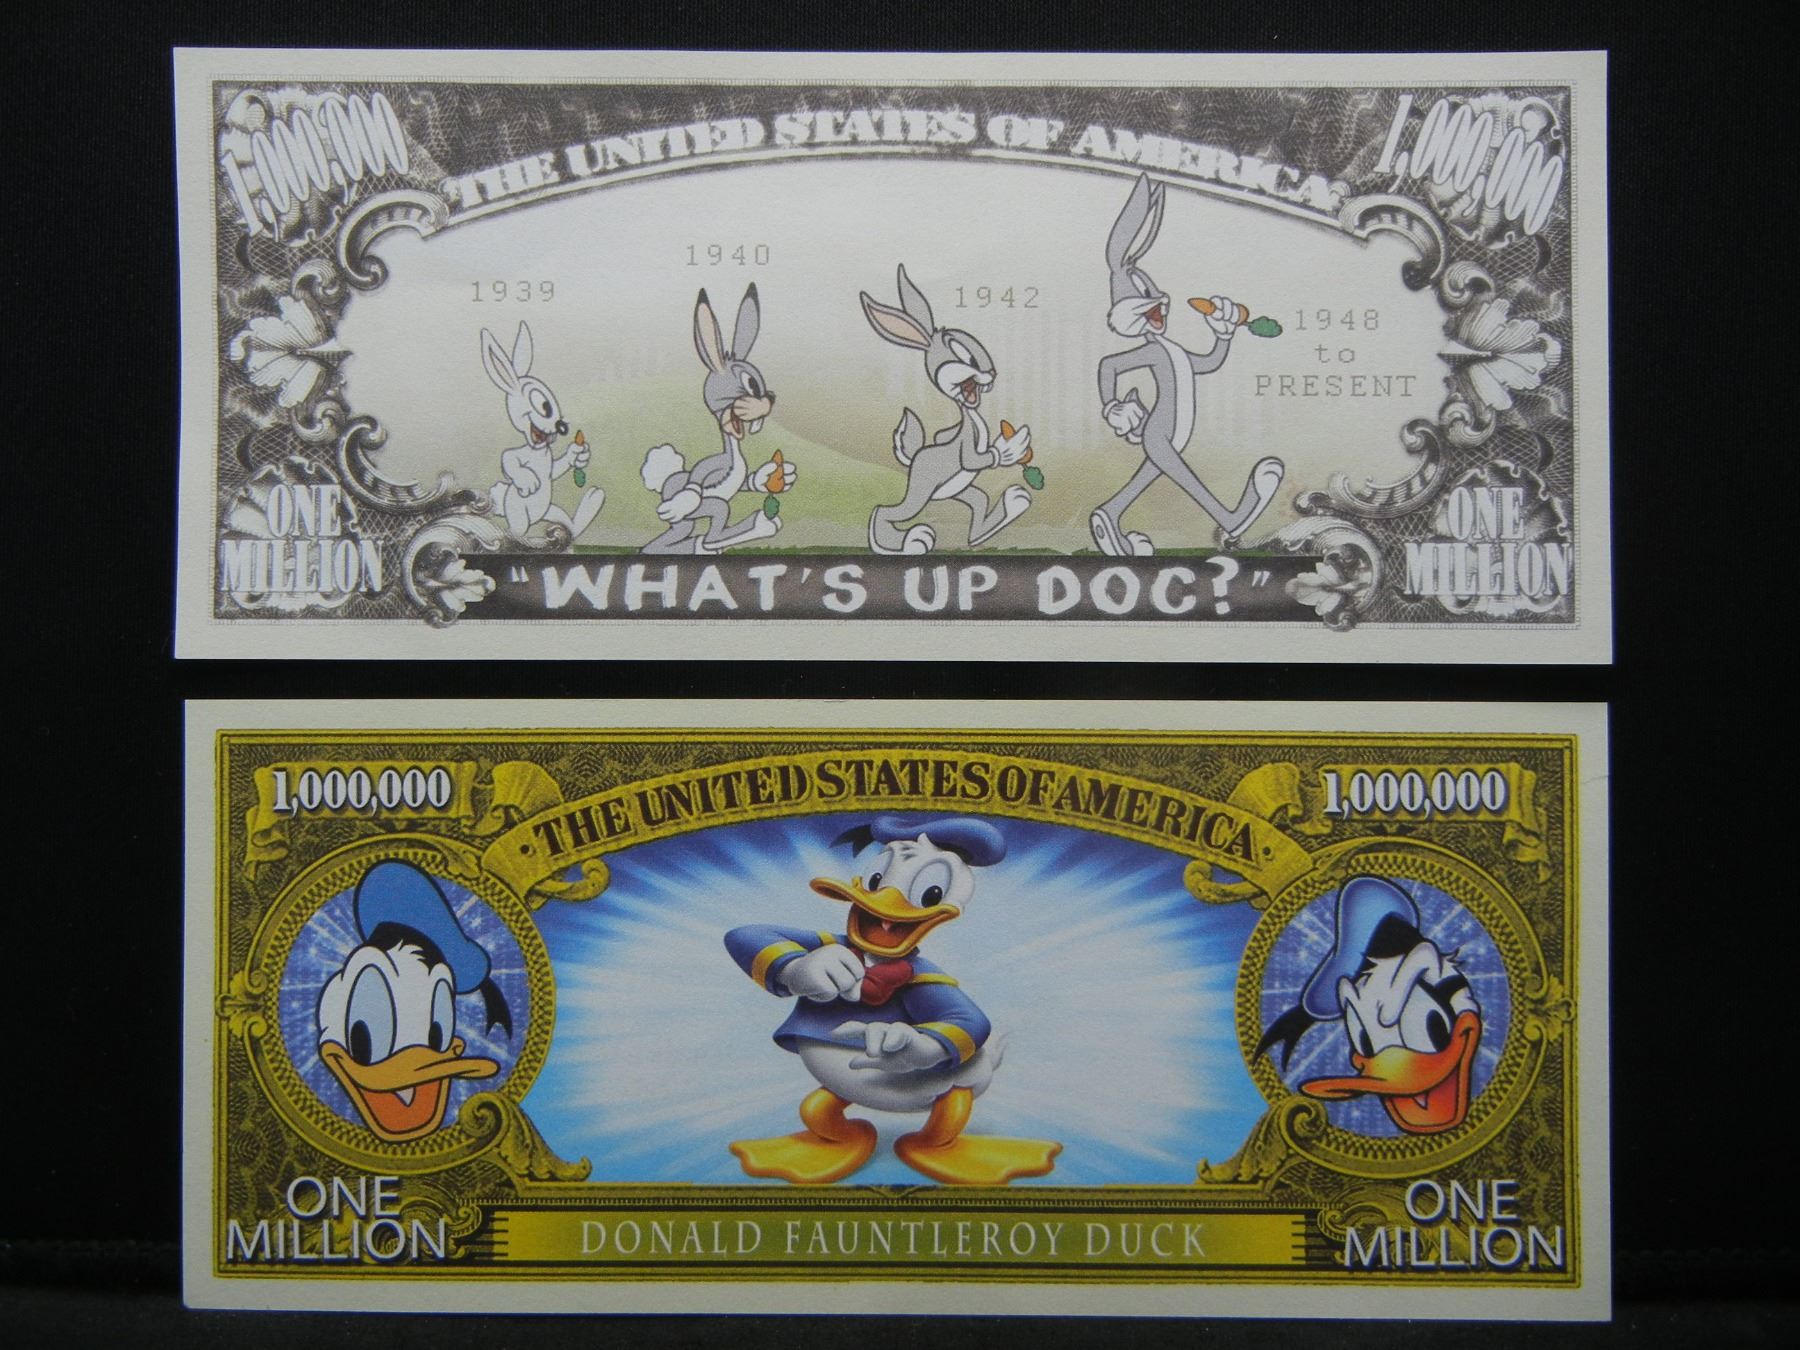 THE UNITED STATES OF AMERICA
1,000,000
1,000,000
1939
1940
1942
1948
to
PRESENT
ONE
MILLION
ONE
MILLION
"WHAT'S UP DOC?"
THE UNITED STATES OF AMERICA
1,000,000
1,000,000
ONE
MILLION
DONALD FAUNTLEROY DUCK
ONE
MILLION